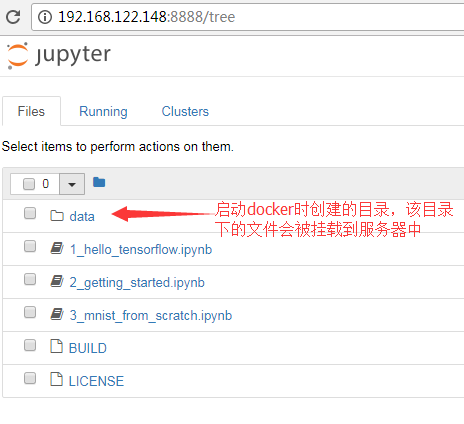 192.168.122.148:8888/tree
jupyter
Files Running Clusters
Select items to perform actions on them.
0
data
启动docker时创建的目录，该目录
下的文件会被挂载到服务器中
1_hello_tensorflow.ipynb
2_getting_started.ipynb
3_mnist_from_scratch.ipynb
BUILD
LICENSE